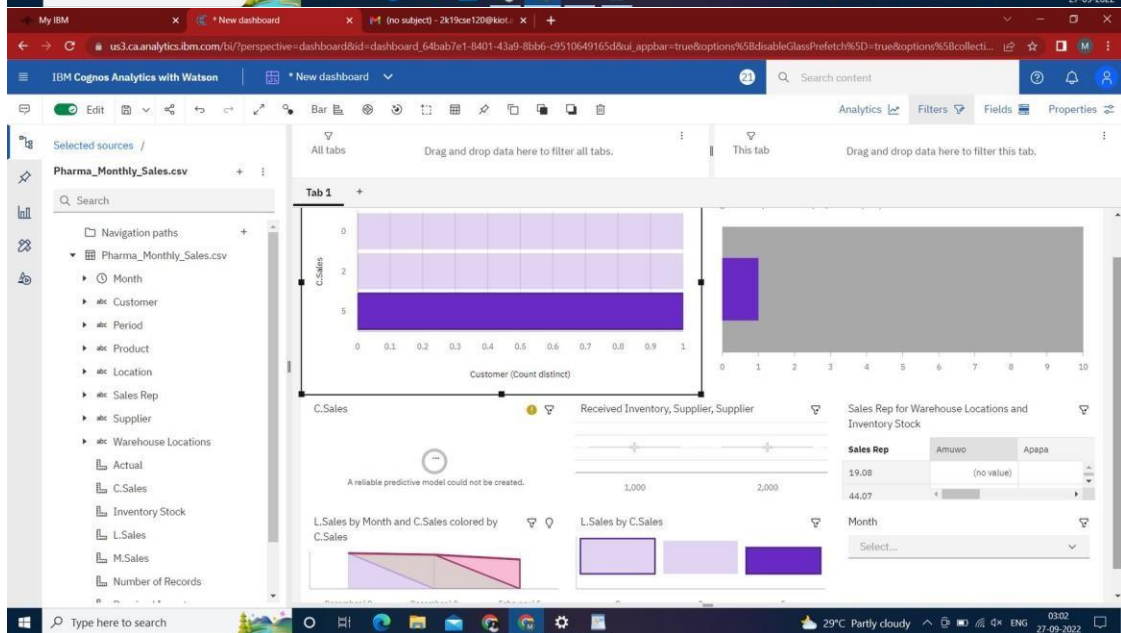 27-09-2022
My IBM
* New dashboard
(no subject) - 2k19cse120@kiot.a
us3.ca.analytics.ibm.com/bi/?perspective=dashboard&id=dashboard_64bab7e1-8401-43a9-8bb6-c9510649165d&ui_appbar=true&options%5BdisableGlassPrefetch%5D=true&options%5Bcollecti...
M
IBM Cognos Analytics with Watson
* New dashboard
21
Search content
Edit
Bar
Analytics
Filters
Fields
Properties
Selected sources /
Pharma_Monthly_Sales.csv
Search
Navigation paths
Pharma_Monthly_Sales.csv
Month
abc Customer
abc Period
abc Product
abc Location
abc Sales Rep
abc Supplier
abc Warehouse Locations
Actual
C.Sales
Inventory Stock
L.Sales
M.Sales
Number of Records
All tabs
Drag and drop data here to filter all tabs.
This tab
Drag and drop data here to filter this tab.
Tab 1
C.Sales
0
2
5
0 0.1 0.2 0.3 0.4 0.5 0.6 0.7 0.8 0.9 1
Customer (Count distinct)
0 1 2 3 4 5 6 7 8 9 10
C.Sales
A reliable predictive model could not be created.
Received Inventory, Supplier, Supplier
1,000 2,000
Sales Rep for Warehouse Locations and
Inventory Stock
Sales Rep Amuwo Apapa
19.08 (no value)
44.07
L.Sales by Month and C.Sales colored by
C.Sales
L.Sales by C.Sales
Month
Select...
Type here to search
29°C Partly cloudy
ENG
03:02
27-09-2022